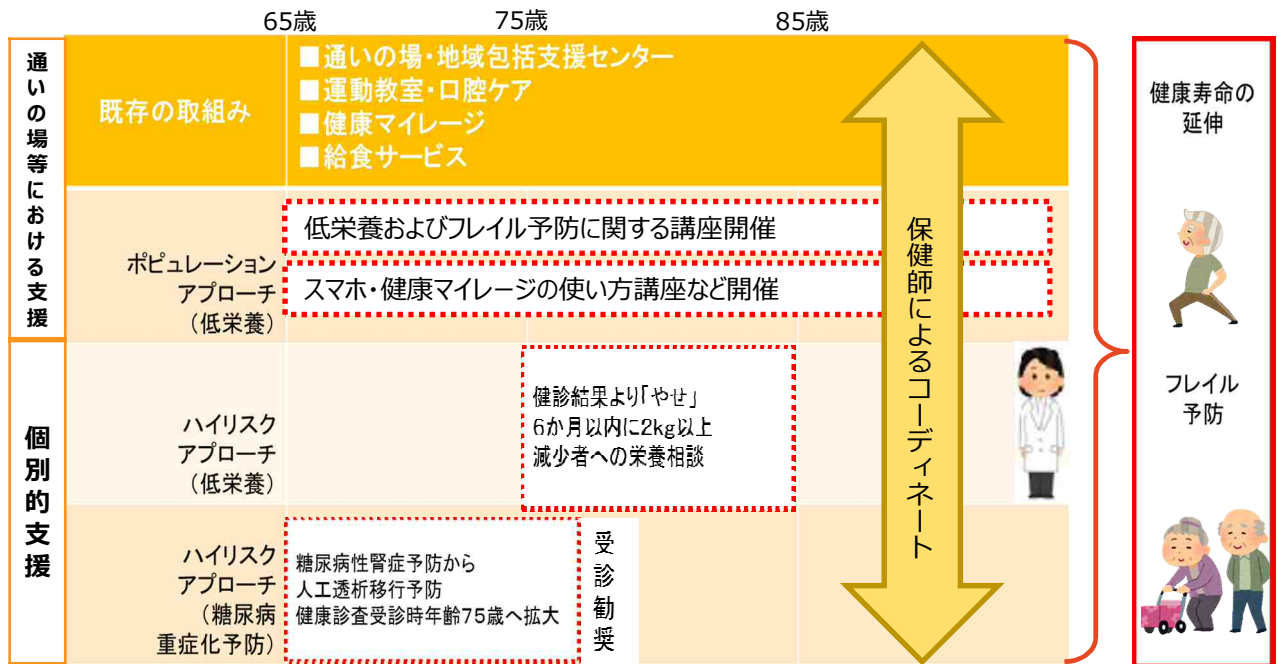 65歳
75歳
85歳
通いの場等における支援
既存の取組み
■通いの場・地域包括支援センター
■運動教室・口腔ケア
■健康マイレージ
■給食サービス
ポピュレーション
アプローチ
(低栄養)
低栄養およびフレイル予防に関する講座開催
スマホ・健康マイレージの使い方講座など開催
個別的支援
ハイリスク
アプローチ
(低栄養)
健診結果より「やせ」
6か月以内に2kg以上
減少者への栄養相談
ハイリスク
アプローチ
(糖尿病
重症化予防)
糖尿病性腎症予防から
人工透析移行予防
健康診査受診時年齢75歳へ拡大
受診勧奨
保健師によるコーディネート
健康寿命の
延伸
フレイル
予防